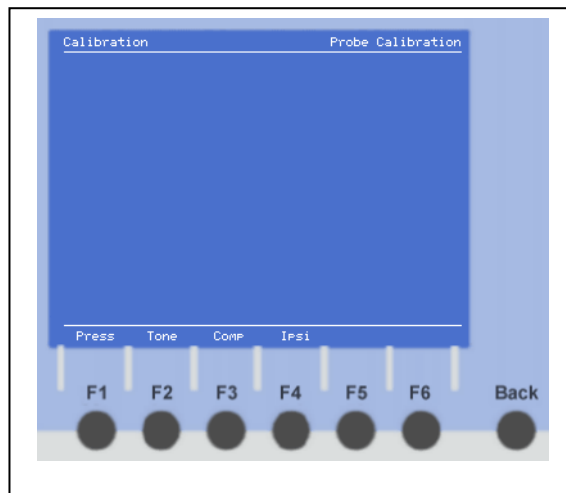 Calibration Probe Calibration
Press Tone Comp Ipsi
F1 F2 F3 F4 F5 F6 Back